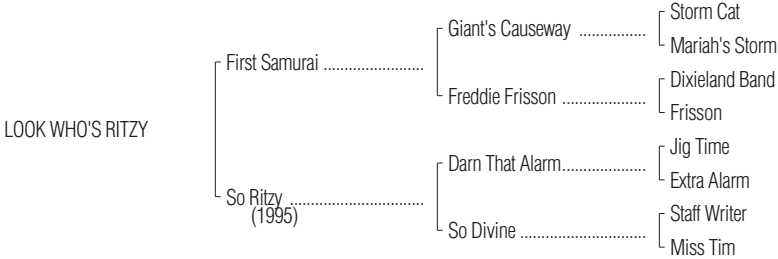 Storm Cat
Giant's Causeway ................
Mariah's Storm
First Samurai ........................
Dixieland Band
Freddie Frisson ....................
Frisson
LOOK WHO'S RITZY
Jig Time
Darn That Alarm....................
Extra Alarm
So Ritzy ................................
(1995)
Staff Writer
So Divine ..............................
Miss Tim